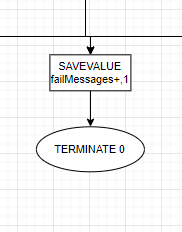 SAVEVALUE
failMessages+,1
TERMINATE 0